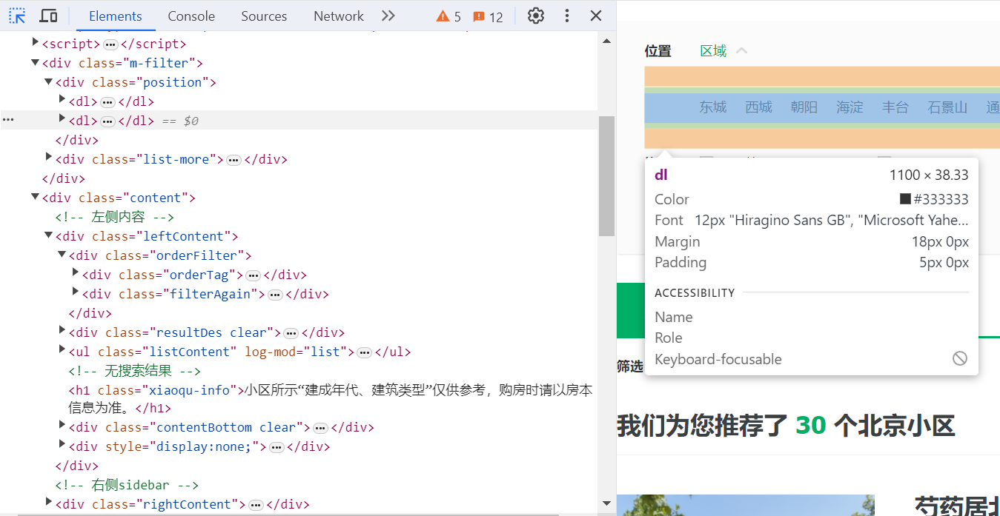 Elements Console Sources Network 5 12
<script>…</script>
<div class="m-filter">
<div class="position">
<dl>…</dl>
<dl>…</dl> == $0
</div>
<div class="list-more">…</div>
</div>
<div class="content">
<!-- 左侧内容 -->
<div class="leftContent">
<div class="orderFilter">
<div class="orderTag">…</div>
<div class="filterAgain">…</div>
</div>
<div class="resultDes clear">…</div>
<ul class="listContent" log-mod="list">…</ul>
<!-- 无搜索结果 -->
<h1 class="xiaoqu-info">小区所示“建成年代、建筑类型”仅供参考，购房时请以房本
信息为准。</h1>
<div class="contentBottom clear">…</div>
<div style="display:none;">…</div>
</div>
<!-- 右侧sidebar -->
<div class="rightContent">…</div>
位置 区域
东城 西城 朝阳 海淀 丰台 石景山 通
dl 1100 × 38.33
Color #333333
Font 12px "Hiragino Sans GB", "Microsoft Yahe...
Margin 18px 0px
Padding 5px 0px
ACCESSIBILITY
Name
Role
Keyboard-focusable
筛选
我们为您推荐了 30 个北京小区
芍药居北